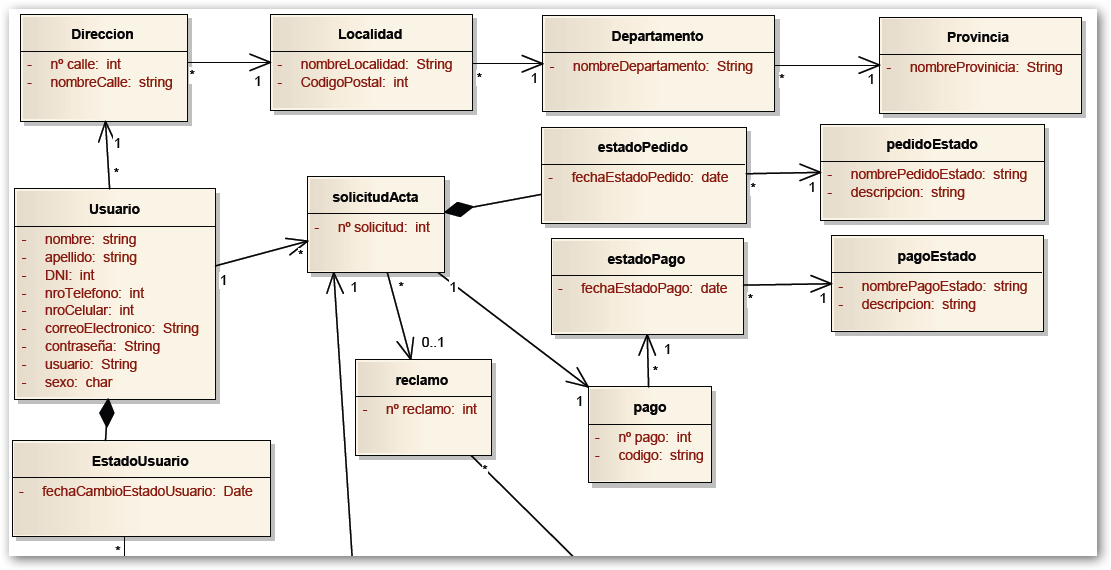 Direccion
- nº calle: int
- nombreCalle: string
* 1
Localidad
- nombreLocalidad: String
- CodigoPostal: int
* 1
Departamento
- nombreDepartamento: String
* 1
Provincia
- nombreProvinicia: String
1
*
Usuario
- nombre: string
- apellido: string
- DNI: int
- nroTelefono: int
- nroCelular: int
- correoElectronico: String
- contraseña: String
- usuario: String
- sexo: char
1 *
solicitudActa
- nº solicitud: int
estadoPedido
- fechaEstadoPedido: date
* 1
pedidoEstado
- nombrePedidoEstado: string
- descripcion: string
estadoPago
- fechaEstadoPago: date
* 1
pagoEstado
- nombrePagoEstado: string
- descripcion: string
1 * 1
0..1
1
*
reclamo
- nº reclamo: int
*
1
pago
- nº pago: int
- codigo: string
EstadoUsuario
- fechaCambioEstadoUsuario: Date
*